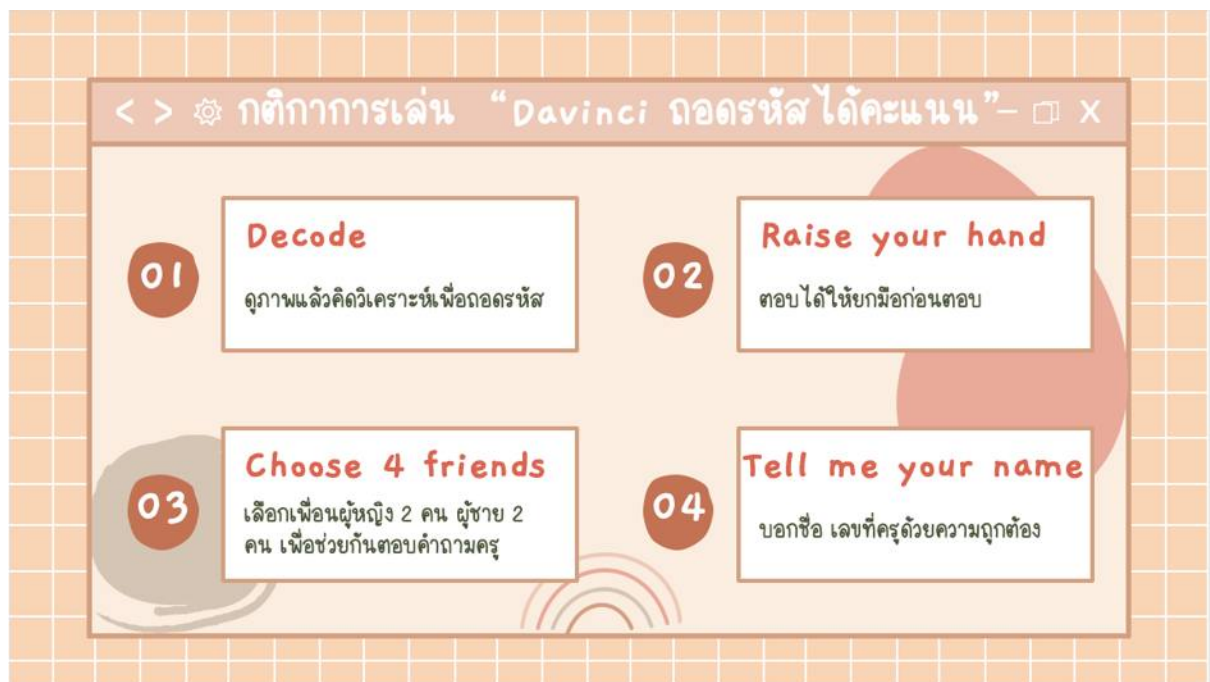 < > กติกาการเล่น “Davinci ถอดรหัส ได้คะแนน” – X
01
Decode
ดูภาพแล้วคิดวิเคราะห์เพื่อถอดรหัส
02
Raise your hand
ตอบได้ให้ยกมือก่อนตอบ
03
Choose 4 friends
เลือกเพื่อนผู้หญิง 2 คน ผู้ชาย 2
คน เพื่อช่วยกันตอบคำถามครู
04
Tell me your name
บอกชื่อ เลขที่ครูด้วยความถูกต้อง